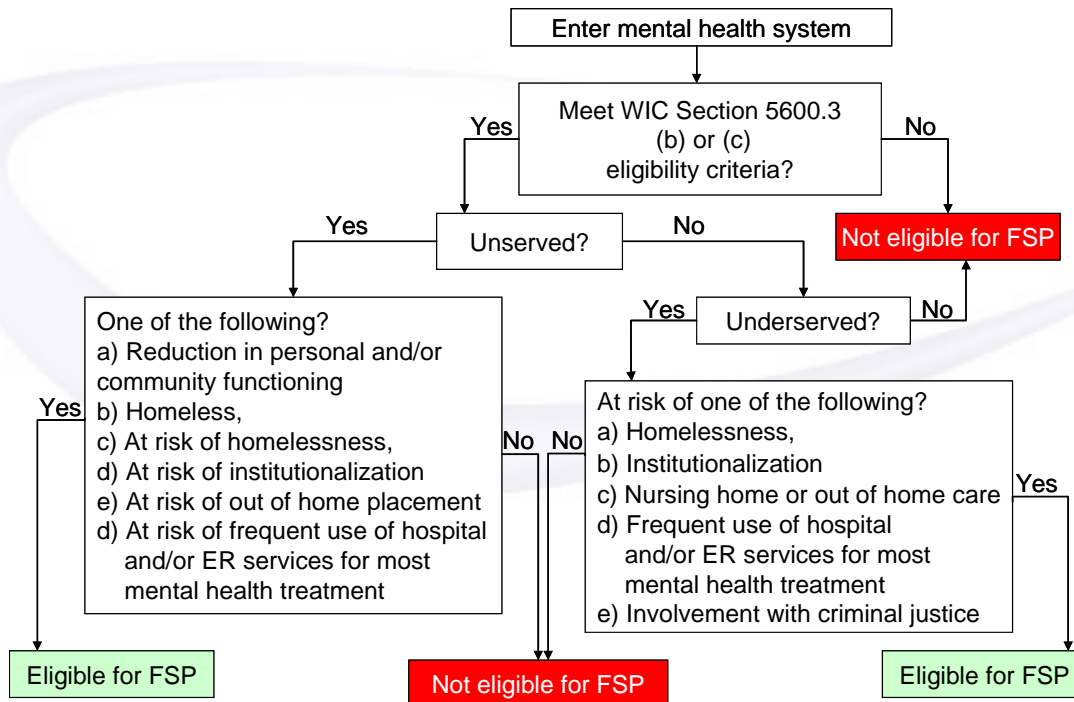 Enter mental health system
Meet WIC Section 5600.3
(b) or (c)
eligibility criteria?
Yes
No
Unserved?
Yes
No
Not eligible for FSP
Underserved?
Yes
No
One of the following?
a) Reduction in personal and/or
community functioning
b) Homeless,
c) At risk of homelessness,
d) At risk of institutionalization
e) At risk of out of home placement
d) At risk of frequent use of hospital
and/or ER services for most
mental health treatment
Yes
No
At risk of one of the following?
a) Homelessness,
b) Institutionalization
c) Nursing home or out of home care
d) Frequent use of hospital
and/or ER services for most
mental health treatment
e) Involvement with criminal justice
No
Yes
Eligible for FSP
Not eligible for FSP
Eligible for FSP